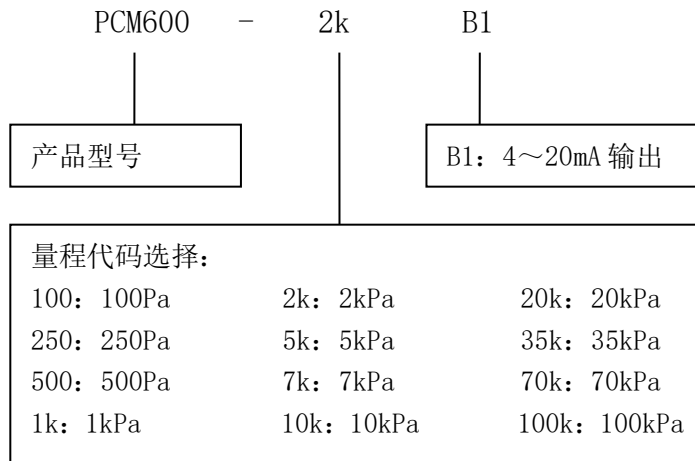 PCM600 - 2k B1
产品型号 B1：4～20mA 输出
量程代码选择：
100：100Pa 2k：2kPa 20k：20kPa
250：250Pa 5k：5kPa 35k：35kPa
500：500Pa 7k：7kPa 70k：70kPa
1k：1kPa 10k：10kPa 100k：100kPa